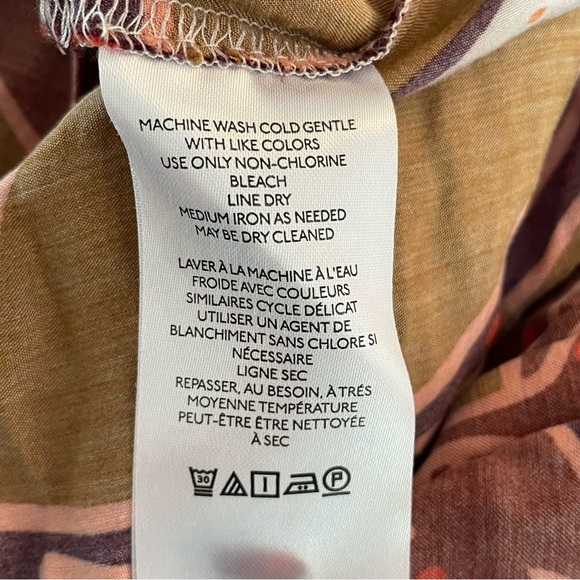 MACHINE WASH COLD GENTLE
WITH LIKE COLORS
USE ONLY NON-CHLORINE
BLEACH
LINE DRY
MEDIUM IRON AS NEEDED
MAY BE DRY CLEANED
LAVER À LA MACHINE À L'EAU
FROIDE AVEC COULEURS
SIMILAIRES CYCLE DÉLICAT
UTILISER UN AGENT DE
BLANCHIMENT SANS CHLORE SI
NÉCESSAIRE
LIGNE SEC
REPASSER, AU BESOIN, À TRÉS
MOYENNE TEMPÉRATURE
PEUT-ÊTRE ÊTRE NETTOYÉE
À SEC
30 P